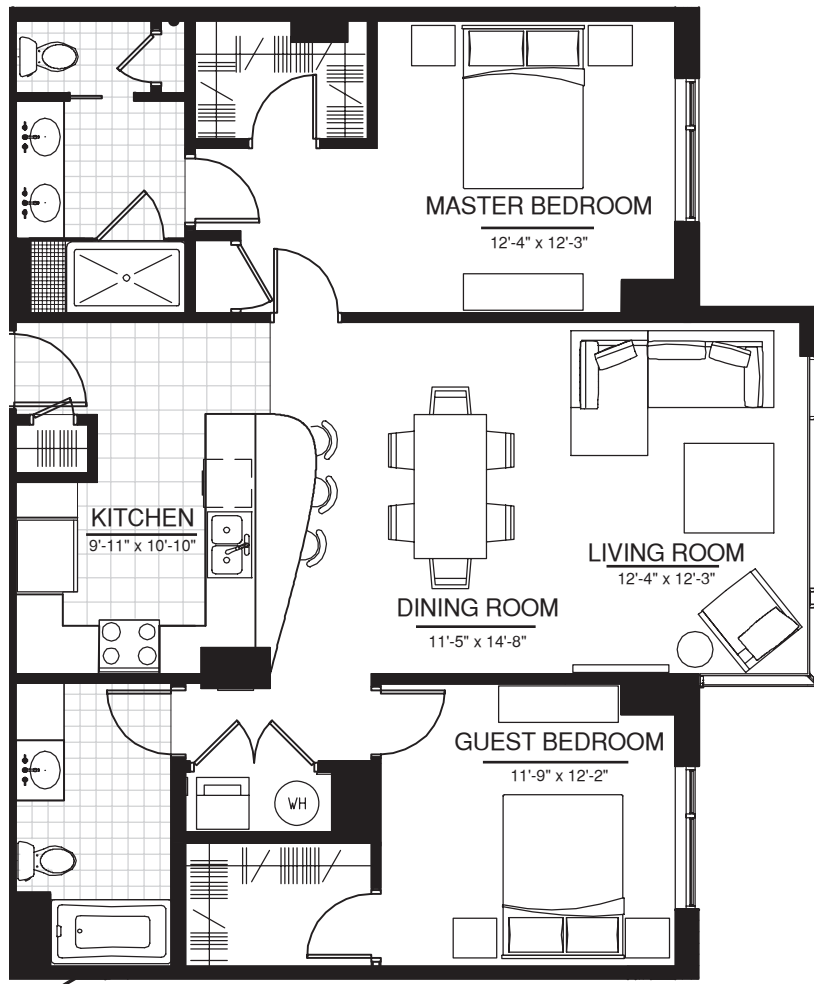 MASTER BEDROOM
12'-4" x 12'-3"
KITCHEN
9'-11" x 10'-10"
LIVING ROOM
12'-4" x 12'-3"
DINING ROOM
11'-5" x 14'-8"
GUEST BEDROOM
11'-9" x 12'-2"
WH